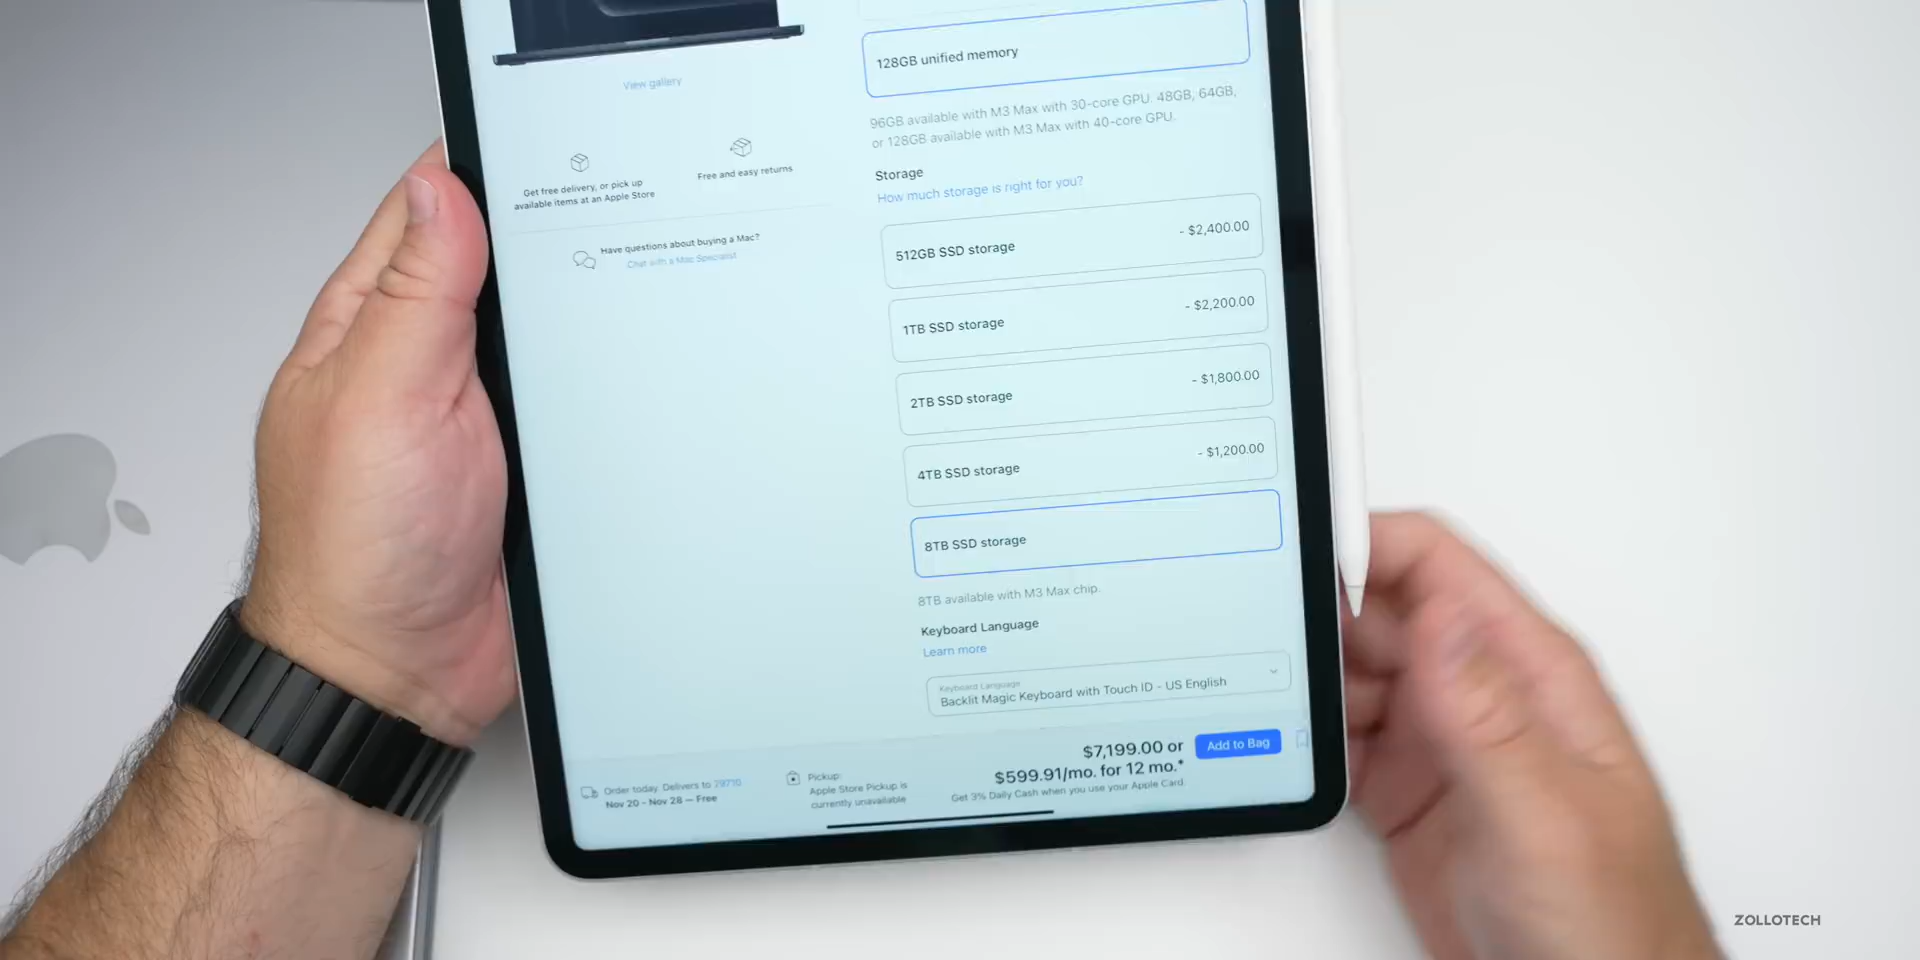 View gallery
Get free delivery, or pick up
available items at an Apple Store
Free and easy returns
Have questions about buying a Mac?
Chat with a Mac Specialist
128GB unified memory
96GB available with M3 Max with 30-core GPU. 48GB, 64GB,
or 128GB available with M3 Max with 40-core GPU.
Storage
How much storage is right for you?
512GB SSD storage
- $2,400.00
1TB SSD storage
- $2,200.00
2TB SSD storage
- $1,800.00
4TB SSD storage
- $1,200.00
8TB SSD storage
8TB available with M3 Max chip.
Keyboard Language
Learn more
Keyboard Language
Backlit Magic Keyboard with Touch ID - US English
Order today. Delivers to 29710
Nov 20 - Nov 28 — Free
Pickup:
Apple Store Pickup is
currently unavailable
$7,199.00 or
$599.91/mo. for 12 mo.*
Get 3% Daily Cash when you use your Apple Card.
Add to Bag
ZOLLOTECH